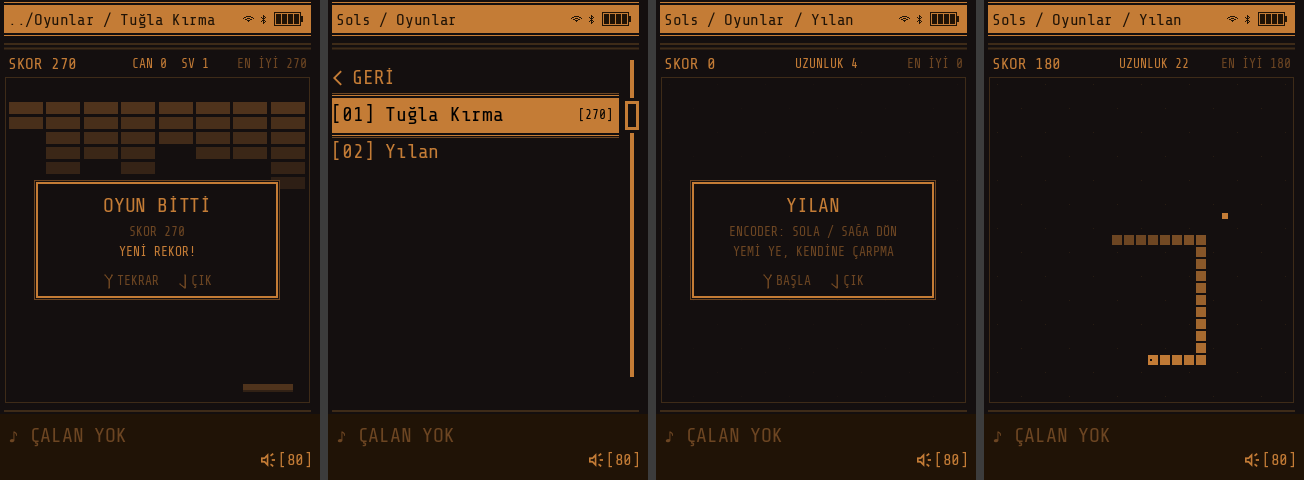 ../Oyunlar / Tuğla Kırma
SKOR 270 CAN 0 SV 1 EN İYİ 270
OYUN BİTTİ
SKOR 270
YENİ REKOR!
TEKRAR ÇIK
♪ ÇALAN YOK
[80]
Sols / Oyunlar
GERİ
[01] Tuğla Kırma [270]
[02] Yılan
♪ ÇALAN YOK
[80]
Sols / Oyunlar / Yılan
SKOR 0 UZUNLUK 4 EN İYİ 0
YILAN
ENCODER: SOLA / SAĞA DÖN
YEMİ YE, KENDİNE ÇARPMA
BAŞLA ÇIK
♪ ÇALAN YOK
[80]
Sols / Oyunlar / Yılan
SKOR 180 UZUNLUK 22 EN İYİ 180
♪ ÇALAN YOK
[80]